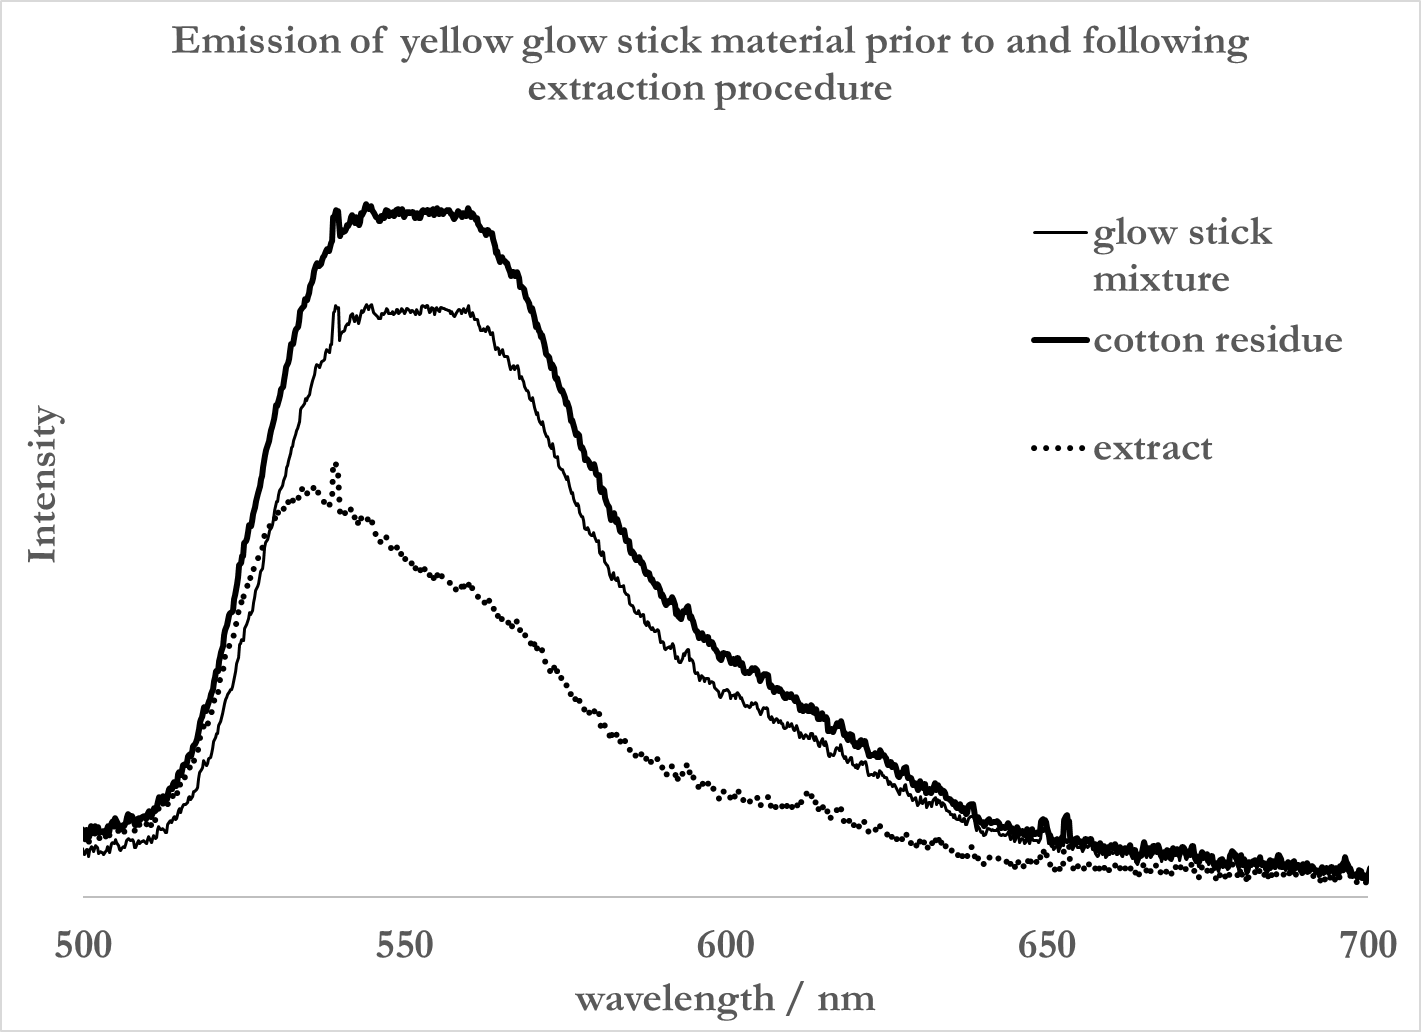 Emission of yellow glow stick material prior to and following
extraction procedure
glow stick
mixture
cotton residue
extract
Intensity
500 550 600 650 700
wavelength / nm